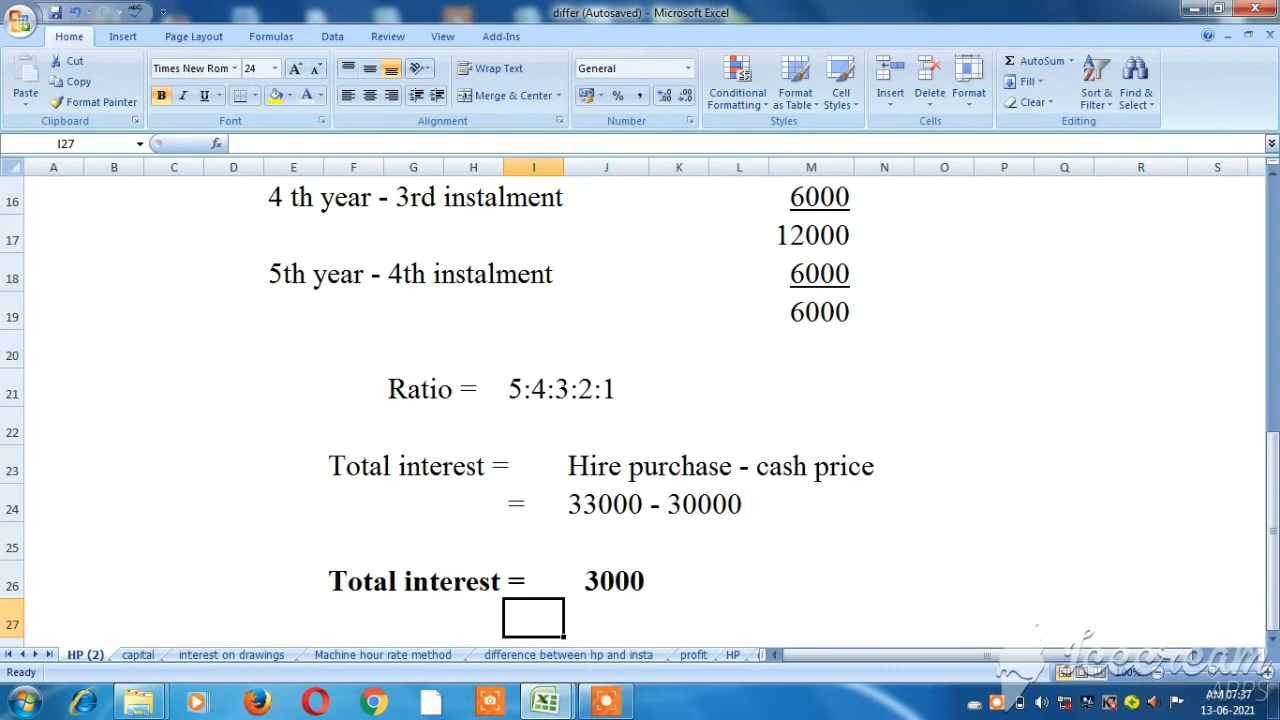 differ (Autosaved) - Microsoft Excel
Home Insert Page Layout Formulas Data Review View Add-Ins
Paste Cut Copy Format Painter
Times New Rom 24
B I U
Wrap Text
Merge & Center
General
Conditional Formatting Format as Table Cell Styles
Insert Delete Format
AutoSum Fill Clear
Sort & Filter Find & Select
Clipboard Font Alignment Number Styles Cells Editing
I27 fx
A B C D E F G H I J K L M N O P Q R S
16 4 th year - 3rd instalment 6000
17 12000
18 5th year - 4th instalment 6000
19 6000
20
21 Ratio = 5:4:3:2:1
22
23 Total interest = Hire purchase - cash price
24 = 33000 - 30000
25
26 Total interest = 3000
27
HP (2) capital interest on drawings Machine hour rate method difference between hp and insta profit HP
Ready 100%
icecream
APPS
AM 07:37
13-06-2021